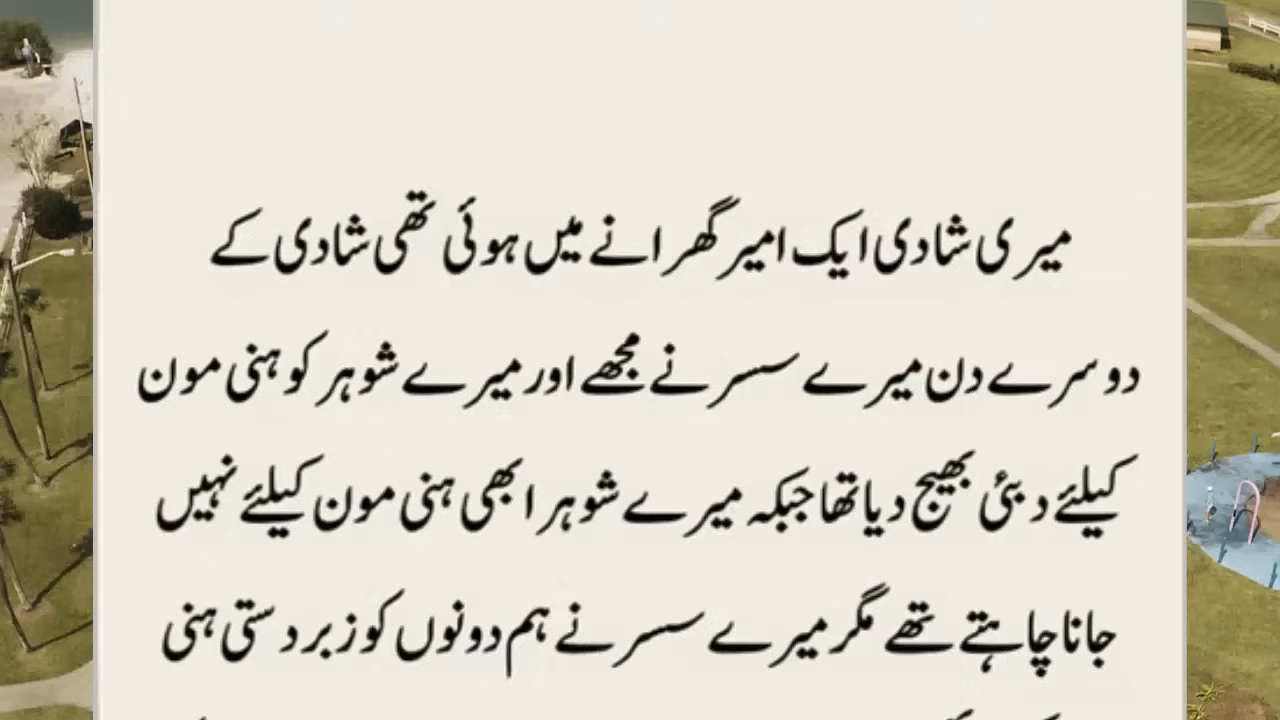 میری شادی ایک امیر گھرانے میں ہوئی تھی شادی کے
دوسرے دن میرے سسر نے مجھے اور میرے شوہر کو ہنی مون
کیلئے دبئی بھیج دیا تھا جبکہ میرے شوہر ابھی ہنی مون کیلئے نہیں
جانا چاہتے تھے مگر میرے سسر نے ہم دونوں کو زبردستی ہنی